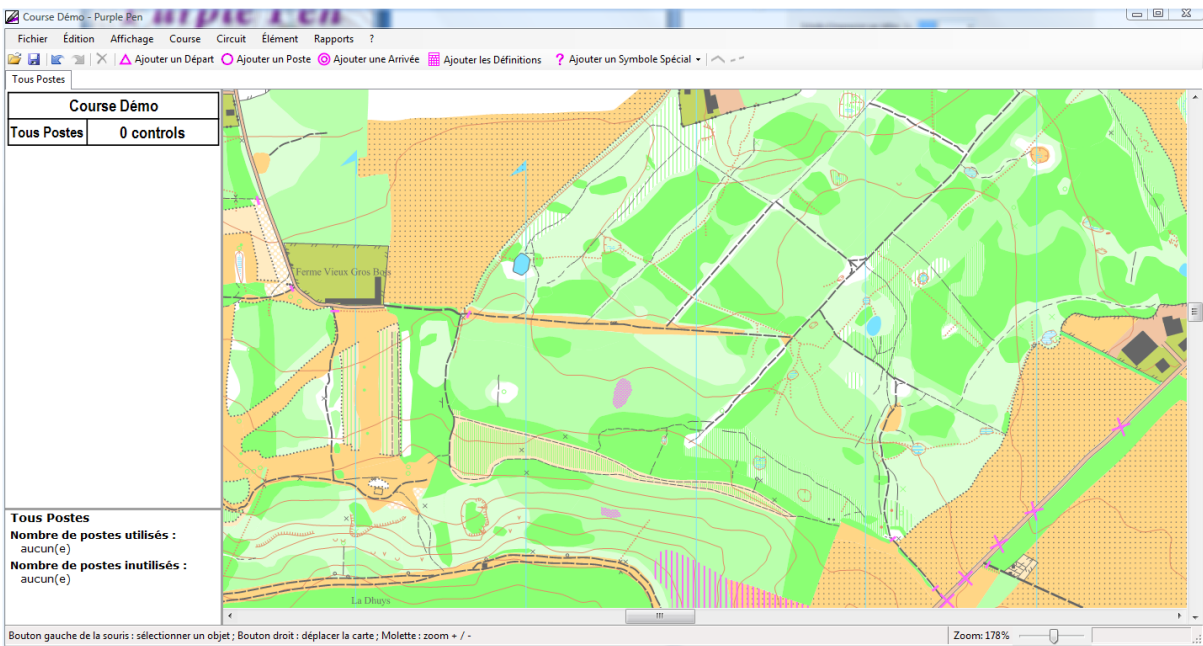 Course Démo - Purple Pen
Purple Pen
Fichier Édition Affichage Course Circuit Élément Rapports ?
Ajouter un Départ Ajouter un Poste Ajouter une Arrivée Ajouter les Définitions ? Ajouter un Symbole Spécial
Tous Postes
Course Démo
Tous Postes 0 controls
Ferme Vieux Gros Bois
La Dhuys
Tous Postes
Nombre de postes utilisés :
aucun(e)
Nombre de postes inutilisés :
aucun(e)
Bouton gauche de la souris : sélectionner un objet ; Bouton droit : déplacer la carte ; Molette : zoom + / - Zoom: 178%